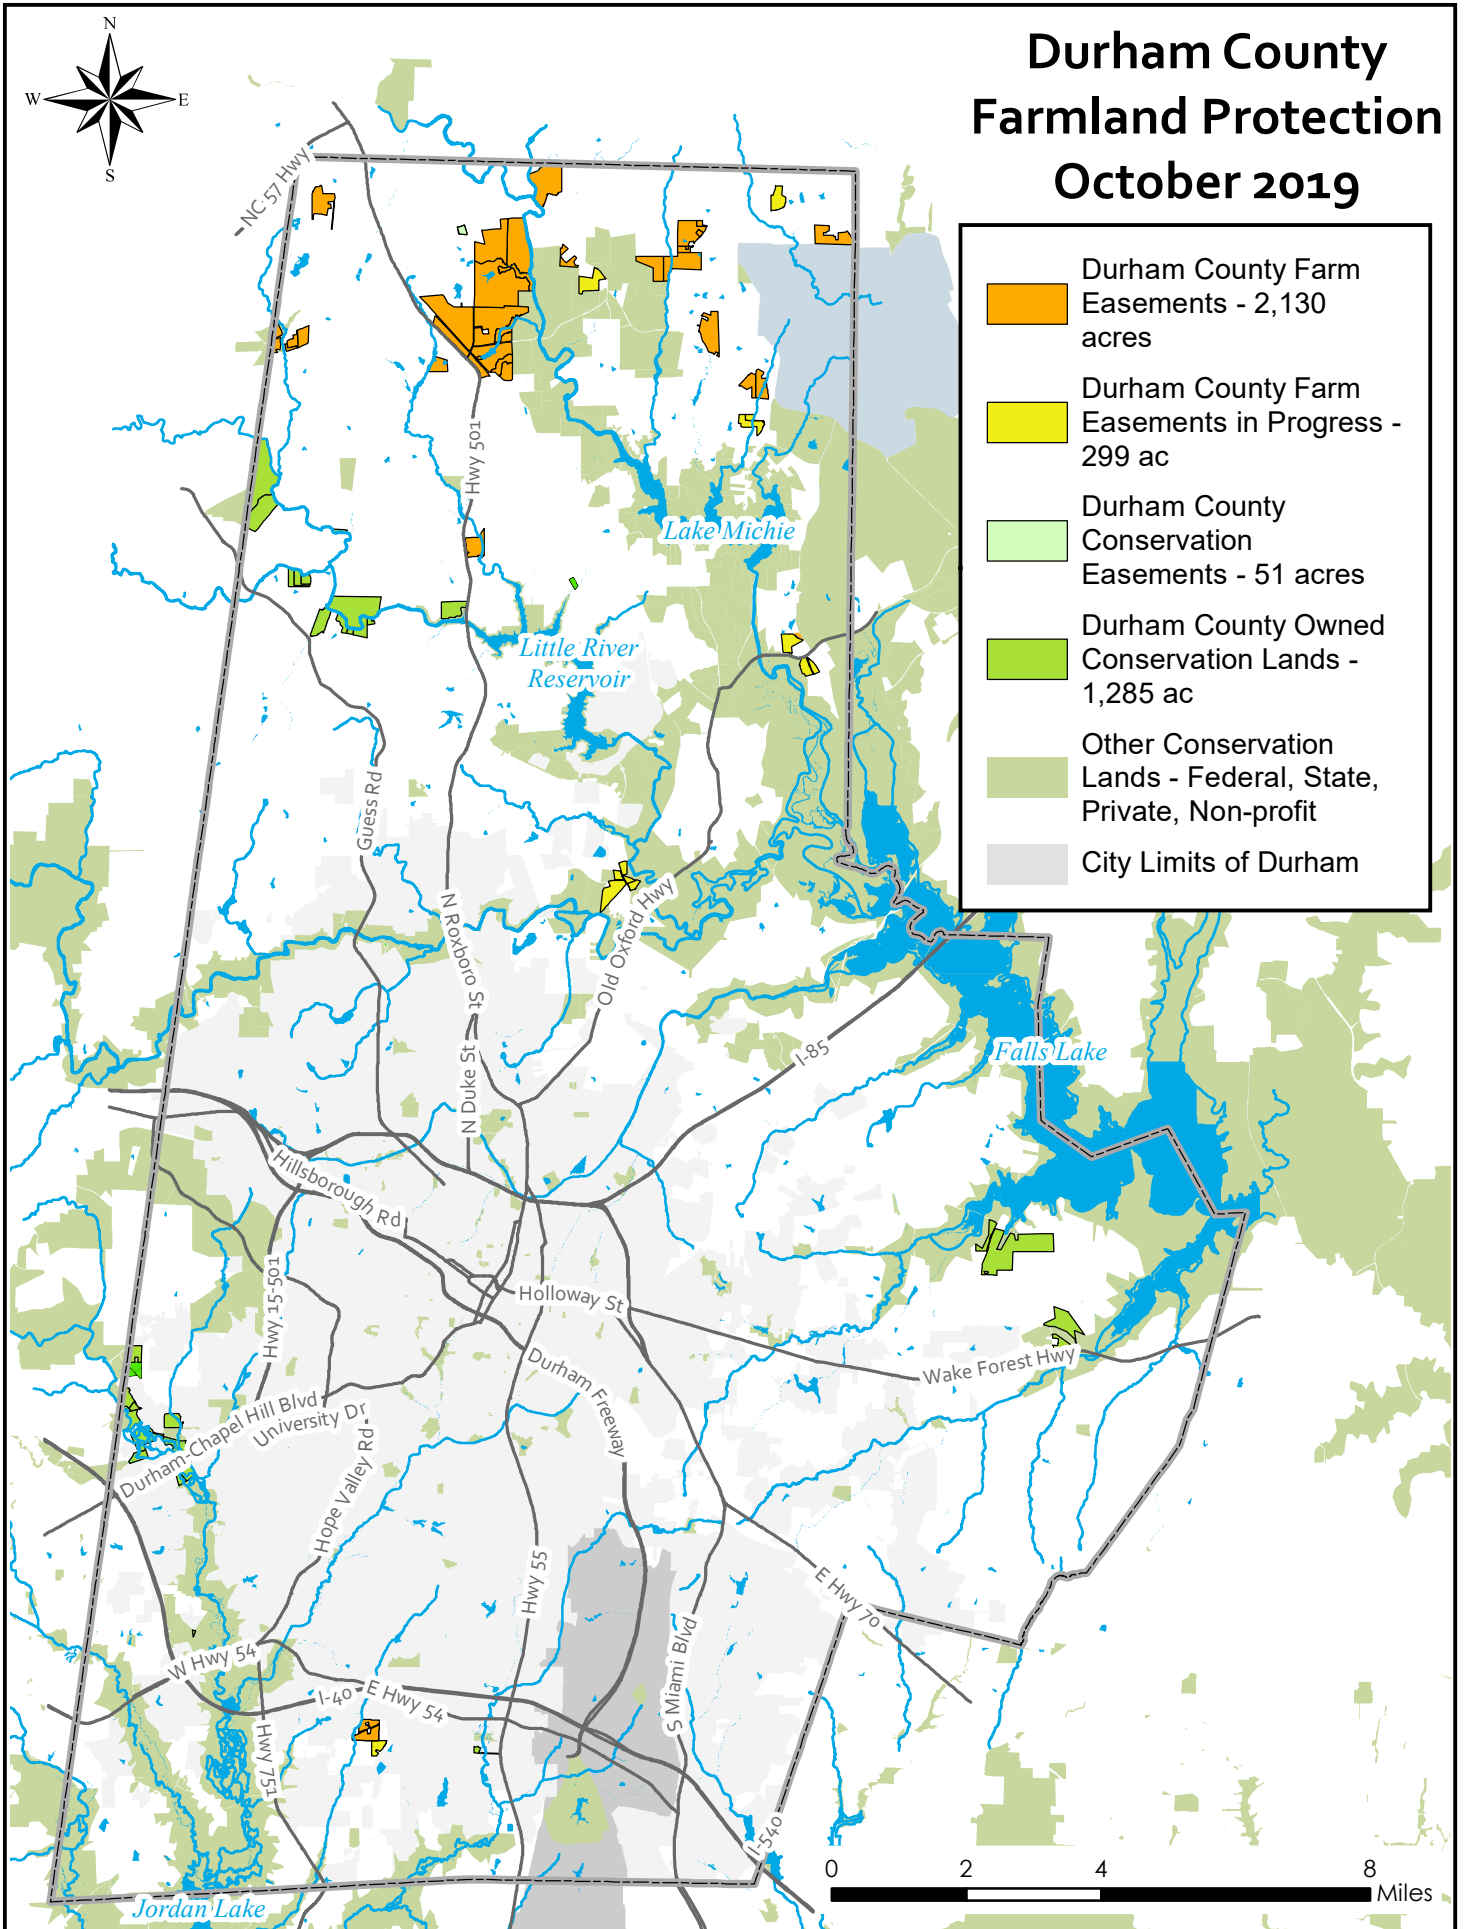 Durham County
Farmland Protection
October 2019
N
W
E
S
Durham County Farm
Easements - 2,130
acres
Durham County Farm
Easements in Progress -
299 ac
Durham County
Conservation
Easements - 51 acres
Durham County Owned
Conservation Lands -
1,285 ac
Other Conservation
Lands - Federal, State,
Private, Non-profit
City Limits of Durham
NC 57 Hwy
Hwy 501
Lake Michie
Little River
Reservoir
Guess Rd
N Roxboro St
Old Oxford Hwy
N Duke St
I-85
Falls Lake
Hillsborough Rd
Hwy 15-501
Holloway St
Durham Freeway
Wake Forest Hwy
Durham-Chapel Hill Blvd
University Dr
Hope Valley Rd
Hwy 55
E Hwy 70
S Miami Blvd
W Hwy 54
I-40
E Hwy 54
Hwy 751
I-540
Jordan Lake
0
2
4
8
Miles